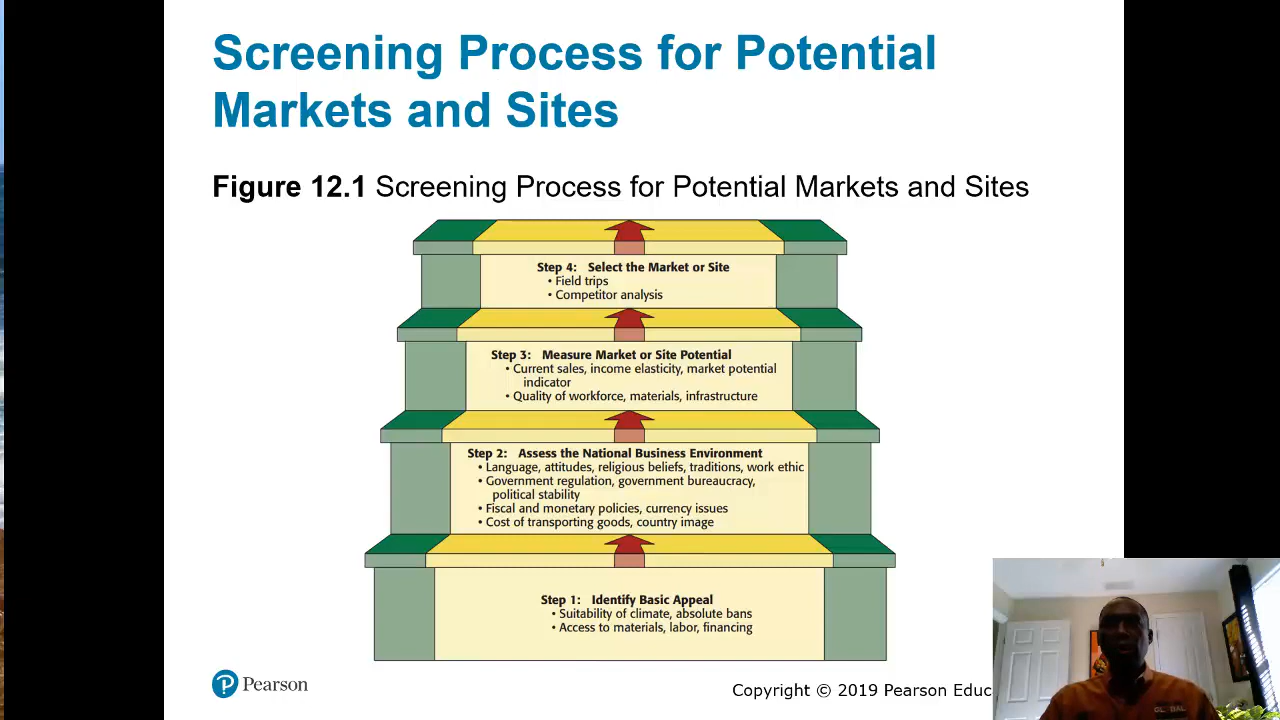 Screening Process for Potential
Markets and Sites
Figure 12.1 Screening Process for Potential Markets and Sites
Step 4: Select the Market or Site
• Field trips
• Competitor analysis
Step 3: Measure Market or Site Potential
• Current sales, income elasticity, market potential
indicator
• Quality of workforce, materials, infrastructure
Step 2: Assess the National Business Environment
• Language, attitudes, religious beliefs, traditions, work ethic
• Government regulation, government bureaucracy,
political stability
• Fiscal and monetary policies, currency issues
• Cost of transporting goods, country image
Step 1: Identify Basic Appeal
• Suitability of climate, absolute bans
• Access to materials, labor, financing
P Pearson
Copyright © 2019 Pearson Educ
GLOBAL